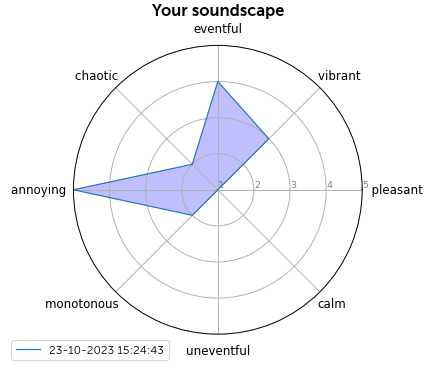 Your soundscape
eventful
chaotic
vibrant
annoying
1 2 3 4 5
pleasant
monotonous
calm
23-10-2023 15:24:43
uneventful